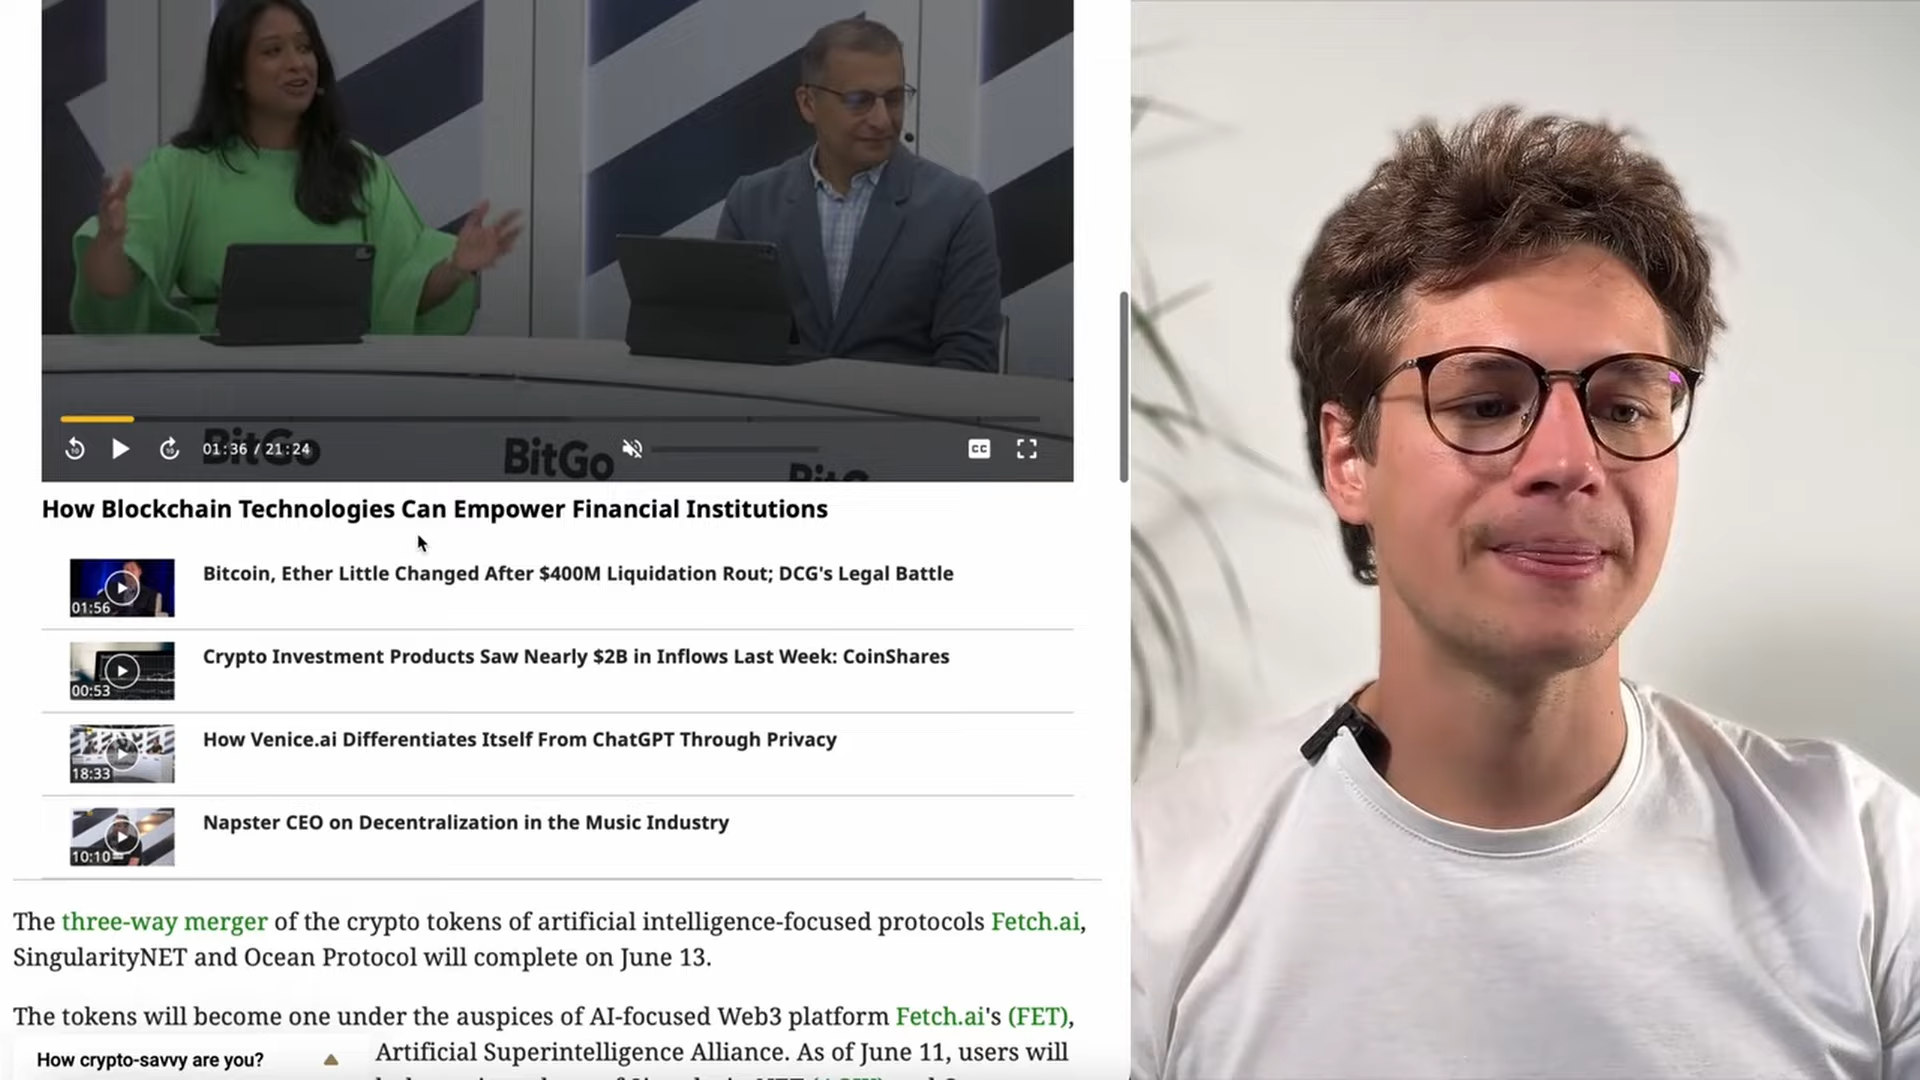 BitGo
BitGo
BitGo
01:36 / 21:24
CC
How Blockchain Technologies Can Empower Financial Institutions
01:56
Bitcoin, Ether Little Changed After $400M Liquidation Rout; DCG's Legal Battle
00:53
Crypto Investment Products Saw Nearly $2B in Inflows Last Week: CoinShares
18:33
How Venice.ai Differentiates Itself From ChatGPT Through Privacy
10:10
Napster CEO on Decentralization in the Music Industry
The three-way merger of the crypto tokens of artificial intelligence-focused protocols Fetch.ai,
SingularityNET and Ocean Protocol will complete on June 13.
The tokens will become one under the auspices of AI-focused Web3 platform Fetch.ai's (FET),
How crypto-savvy are you?
Artificial Superintelligence Alliance. As of June 11, users will